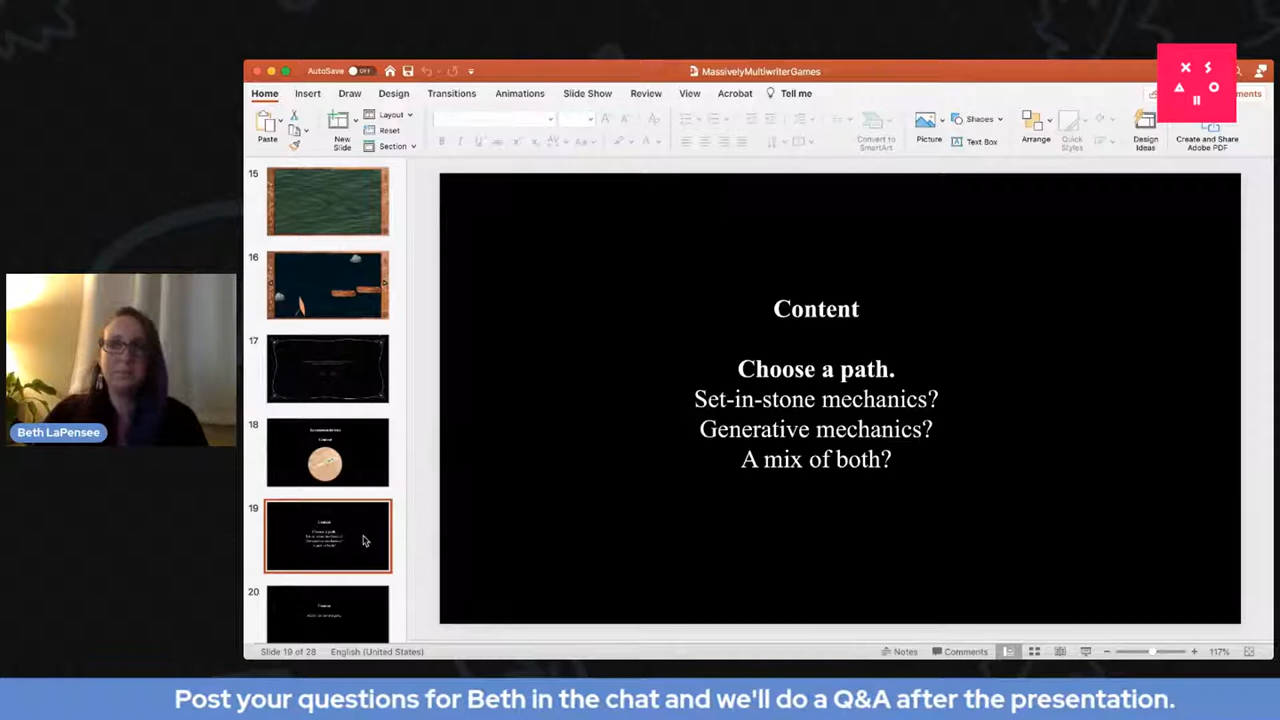 AutoSave OFF
MassivelyMultiwriterGames
Home Insert Draw Design Transitions Animations Slide Show Review View Acrobat Tell me
Paste
New Slide
Layout
Reset
Section
Convert to SmartArt
Picture
Shapes
Text Box
Arrange
Quick Styles
Design Ideas
Create and Share Adobe PDF
15
16
17
18
Content
19
20
Content
Choose a path.
Set-in-stone mechanics?
Generative mechanics?
A mix of both?
Beth LaPensee
Slide 19 of 28 English (United States) Notes Comments 117%
Post your questions for Beth in the chat and we'll do a Q&A after the presentation.